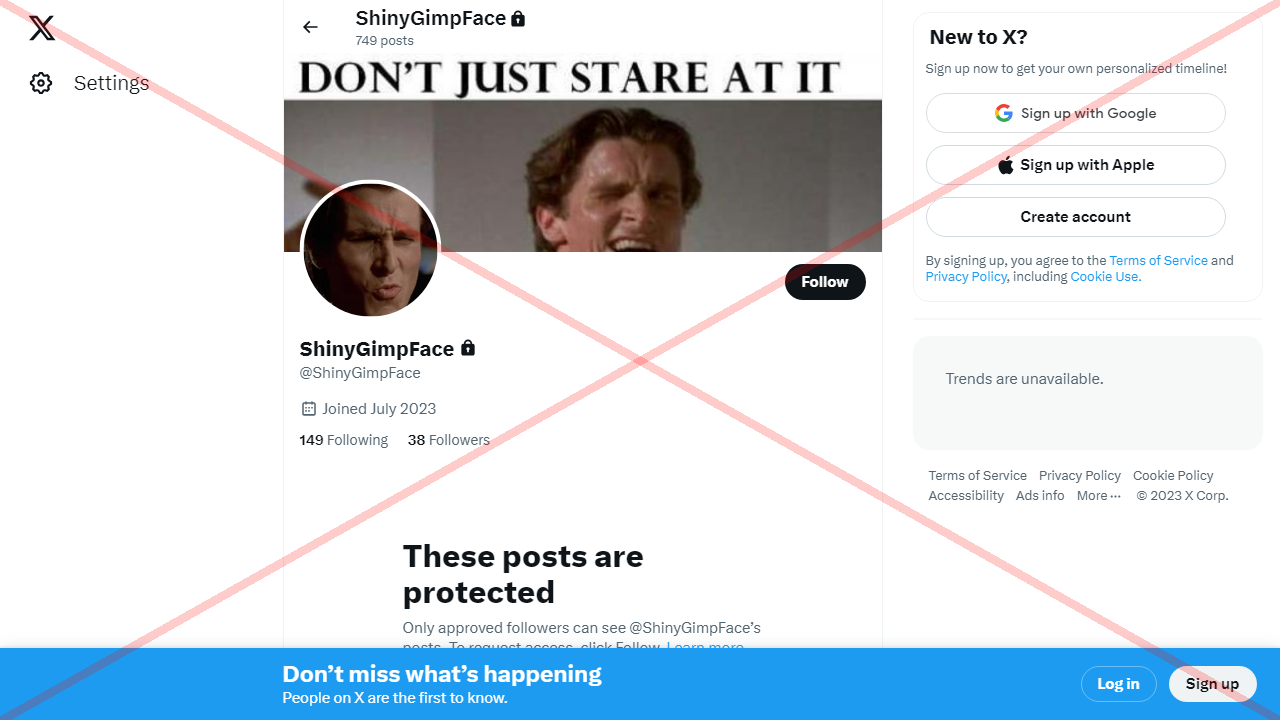 Settings
ShinyGimpFace
749 posts
DON'T JUST STARE AT IT
Follow
ShinyGimpFace
@ShinyGimpFace
Joined July 2023
149 Following 38 Followers
These posts are
protected
Only approved followers can see @ShinyGimpFace's
posts. To request access, click Follow. Learn more
New to X?
Sign up now to get your own personalized timeline!
Sign up with Google
Sign up with Apple
Create account
By signing up, you agree to the Terms of Service and
Privacy Policy, including Cookie Use.
Trends are unavailable.
Terms of Service Privacy Policy Cookie Policy
Accessibility Ads info More ··· © 2023 X Corp.
Don't miss what's happening
People on X are the first to know.
Log in
Sign up